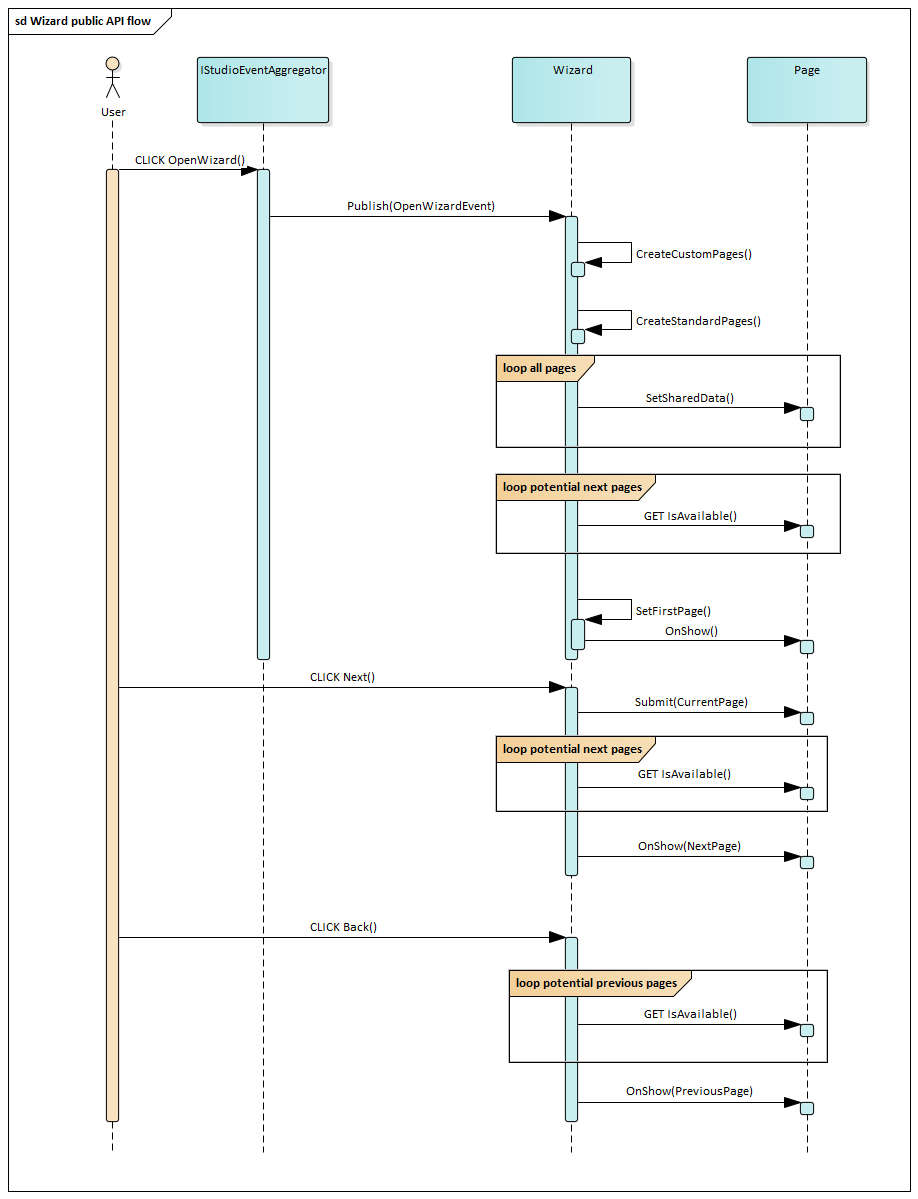 sd Wizard public API flow
User
IStudioEventAggregator
Wizard
Page
CLICK OpenWizard()
Publish(OpenWizardEvent)
CreateCustomPages()
CreateStandardPages()
loop all pages
SetSharedData()
loop potential next pages
GET IsAvailable()
SetFirstPage()
OnShow()
CLICK Next()
Submit(CurrentPage)
loop potential next pages
GET IsAvailable()
OnShow(NextPage)
CLICK Back()
loop potential previous pages
GET IsAvailable()
OnShow(PreviousPage)